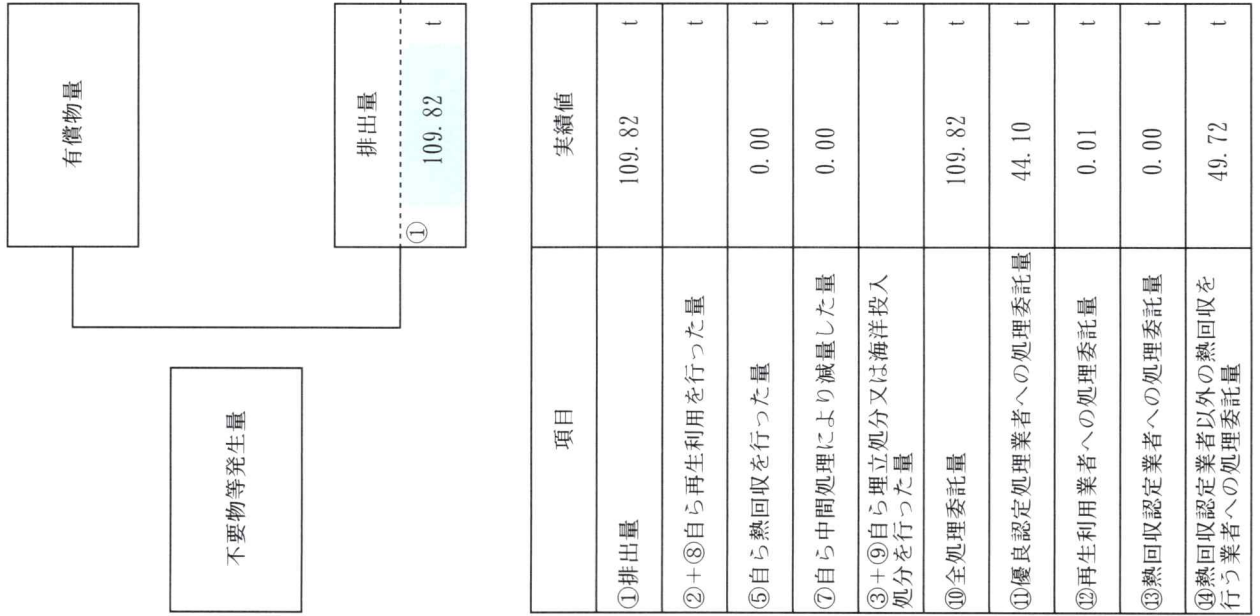 有償物量
不要物等発生量
排出量
① 109.82 t
項目 実績値
①排出量 109.82 t
②+⑧自ら再生利用を行った量 t
⑤自ら熱回収を行った量 0.00 t
⑦自ら中間処理により減量した量 0.00 t
③+⑨自ら埋立処分又は海洋投入
処分を行った量 t
⑩全処理委託量 109.82 t
⑪優良認定処理業者への処理委託量 44.10 t
⑫再生利用業者への処理委託量 0.01 t
⑬熱回収認定業者への処理委託量 0.00 t
⑭熱回収認定業者以外の熱回収を
行う業者への処理委託量 49.72 t